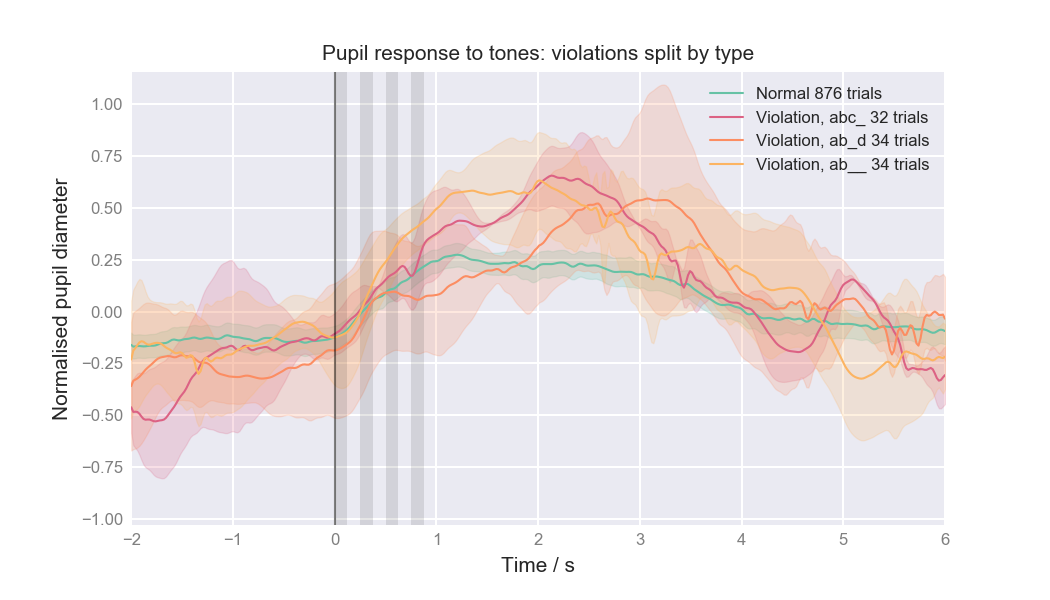 Pupil response to tones: violations split by type
Normal 876 trials
Violation, abc_ 32 trials
Violation, ab_d 34 trials
Violation, ab__ 34 trials
Normalised pupil diameter
1.00
0.75
0.50
0.25
0.00
−0.25
−0.50
−0.75
−1.00
−2 −1 0 1 2 3 4 5 6
Time / s